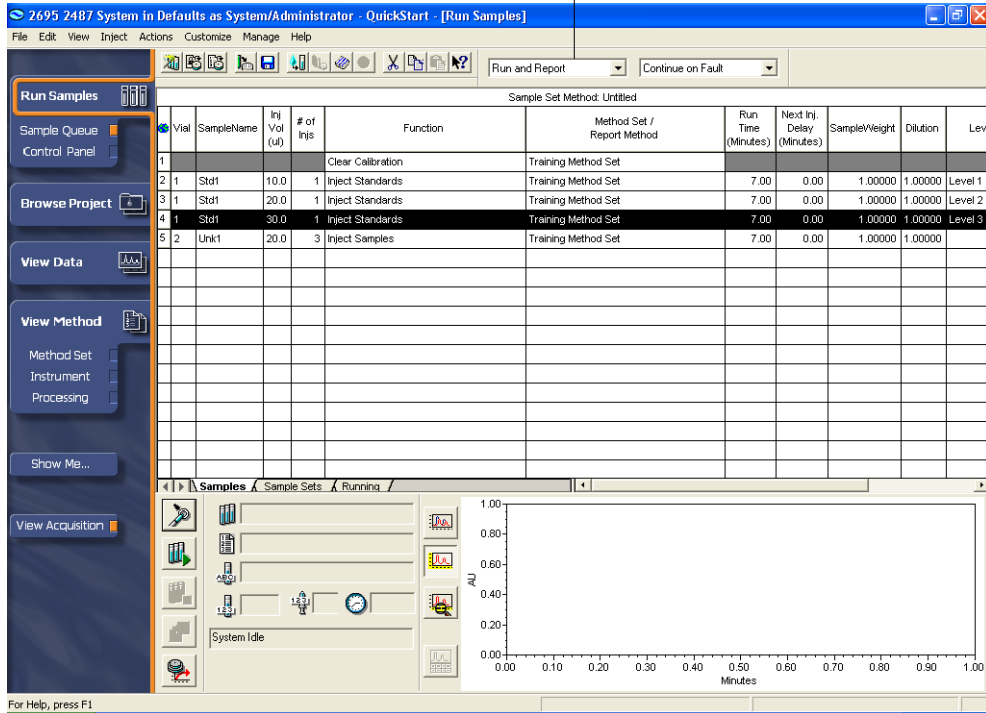 2695 2487 System in Defaults as System/Administrator - QuickStart - [Run Samples]
File Edit View Inject Actions Customize Manage Help
Run and Report
Continue on Fault
Run Samples
Sample Queue
Control Panel
Browse Project
View Data
View Method
Method Set
Instrument
Processing
Show Me...
View Acquisition
Sample Set Method: Untitled
Vial SampleName Inj Vol (ul) # of Injs Function Method Set / Report Method Run Time (Minutes) Next Inj. Delay (Minutes) SampleWeight Dilution Lev
1 Clear Calibration Training Method Set
2 1 Std1 10.0 1 Inject Standards Training Method Set 7.00 0.00 1.00000 1.00000 Level 1
3 1 Std1 20.0 1 Inject Standards Training Method Set 7.00 0.00 1.00000 1.00000 Level 2
4 1 Std1 30.0 1 Inject Standards Training Method Set 7.00 0.00 1.00000 1.00000 Level 3
5 2 Unk1 20.0 3 Inject Samples Training Method Set 7.00 0.00 1.00000 1.00000
Samples Sample Sets Running
ABC
123
123
System Idle
1.00
0.80
0.60
0.40
0.20
0.00
AU
0.00 0.10 0.20 0.30 0.40 0.50 0.60 0.70 0.80 0.90 1.00
Minutes
For Help, press F1